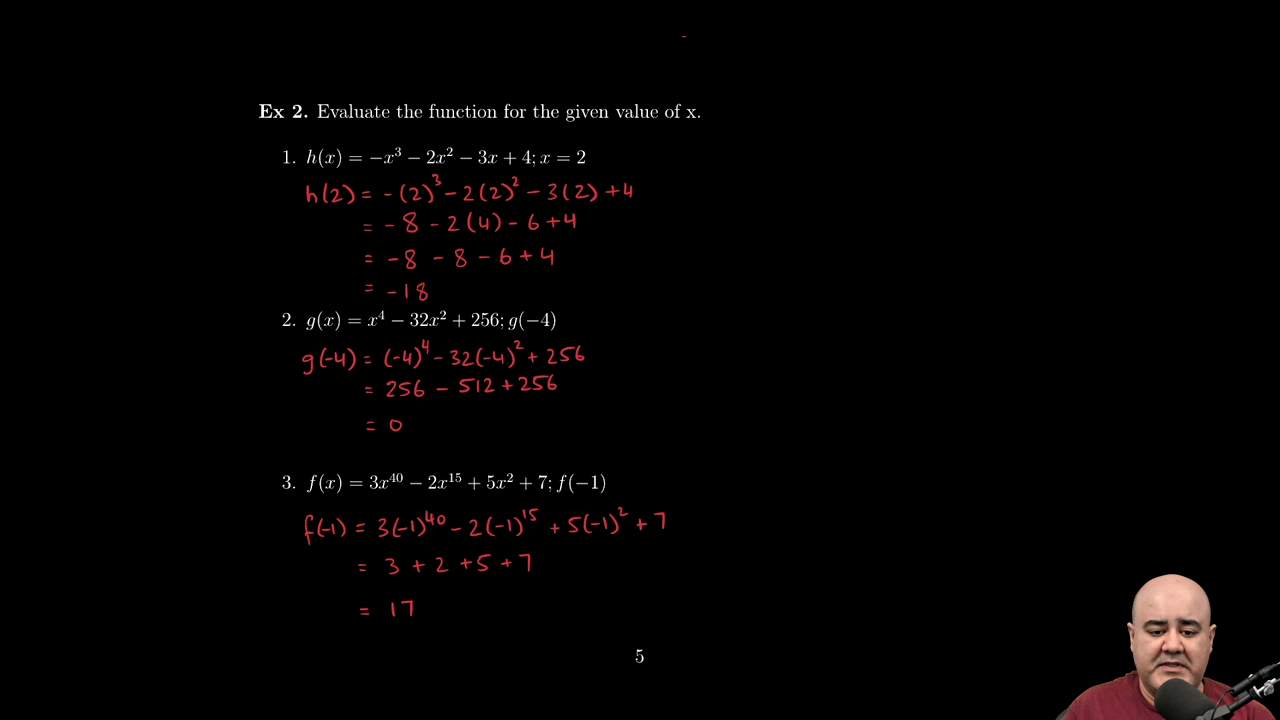 Ex 2. Evaluate the function for the given value of x.
1. h(x) = −x³ − 2x² − 3x + 4; x = 2
h(2) = -(2)³ - 2(2)² - 3(2) + 4
= -8 - 2(4) - 6 + 4
= -8 - 8 - 6 + 4
= -18
2. g(x) = x⁴ − 32x² + 256; g(−4)
g(-4) = (-4)⁴ - 32(-4)² + 256
= 256 - 512 + 256
= 0
3. f(x) = 3x⁴⁰ − 2x¹⁵ + 5x² + 7; f(−1)
f(-1) = 3(-1)⁴⁰ - 2(-1)¹⁵ + 5(-1)² + 7
= 3 + 2 + 5 + 7
= 17
5